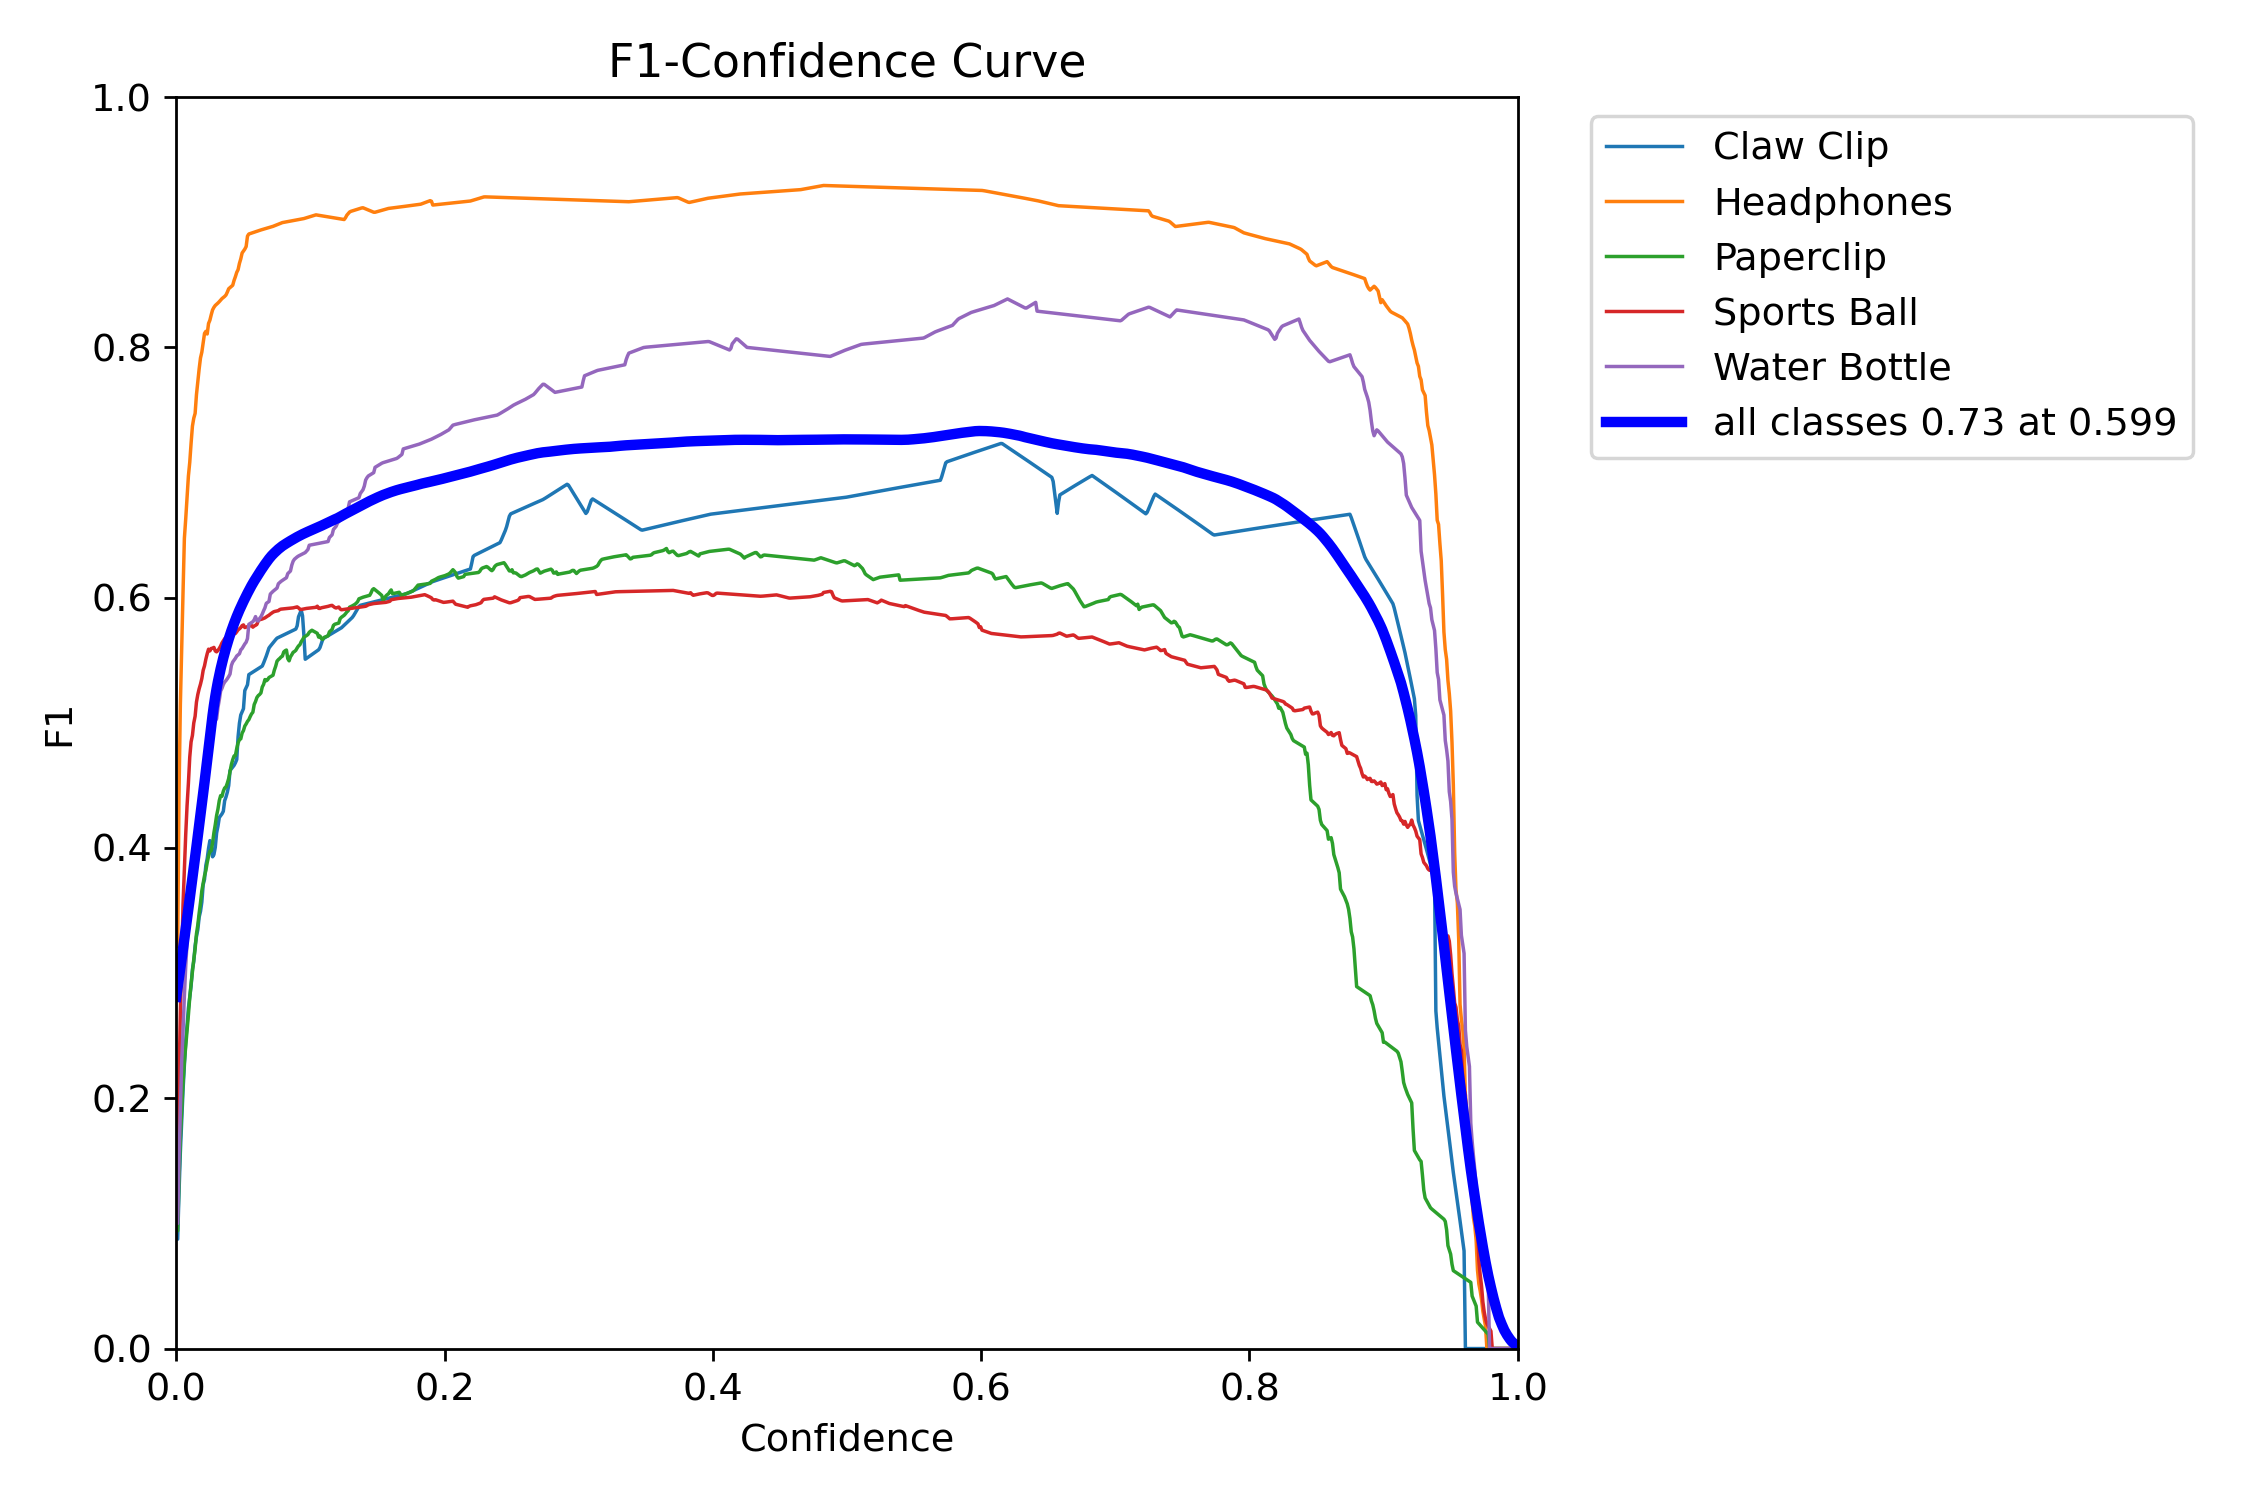 F1-Confidence Curve
1.0
0.8
0.6
0.4
0.2
0.0
F1
0.0 0.2 0.4 0.6 0.8 1.0
Confidence
Claw Clip
Headphones
Paperclip
Sports Ball
Water Bottle
all classes 0.73 at 0.599